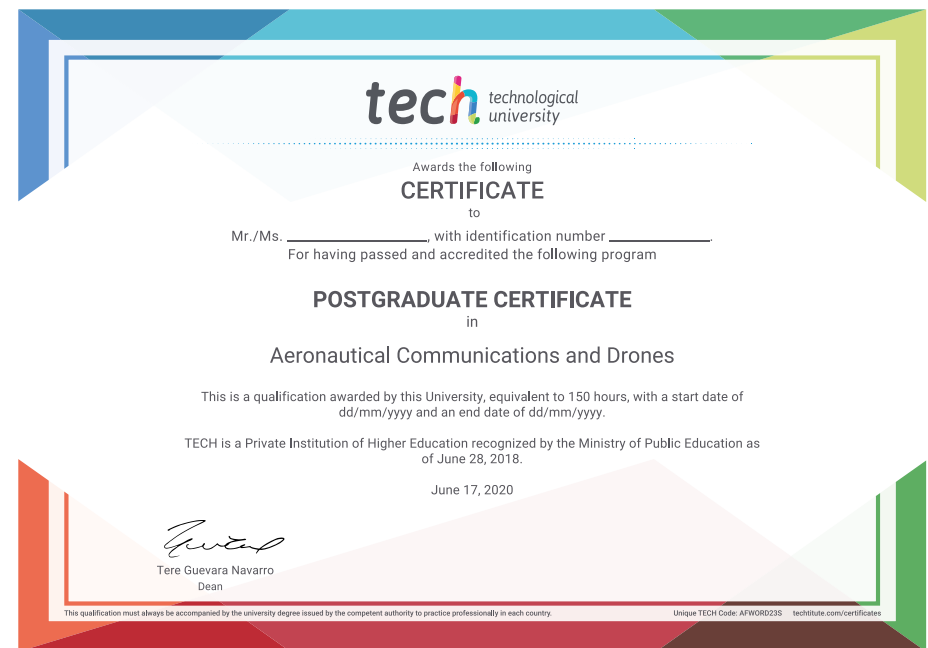 tech technological
university
Awards the following
CERTIFICATE
to
Mr./Ms. ____________________, with identification number ______________.
For having passed and accredited the following program
POSTGRADUATE CERTIFICATE
in
Aeronautical Communications and Drones
This is a qualification awarded by this University, equivalent to 150 hours, with a start date of
dd/mm/yyyy and an end date of dd/mm/yyyy.
TECH is a Private Institution of Higher Education recognized by the Ministry of Public Education as
of June 28, 2018.
June 17, 2020
Tere Guevara Navarro
Dean
This qualification must always be accompanied by the university degree issued by the competent authority to practice professionally in each country.
Unique TECH Code: AFWORD23S techtitute.com/certificates